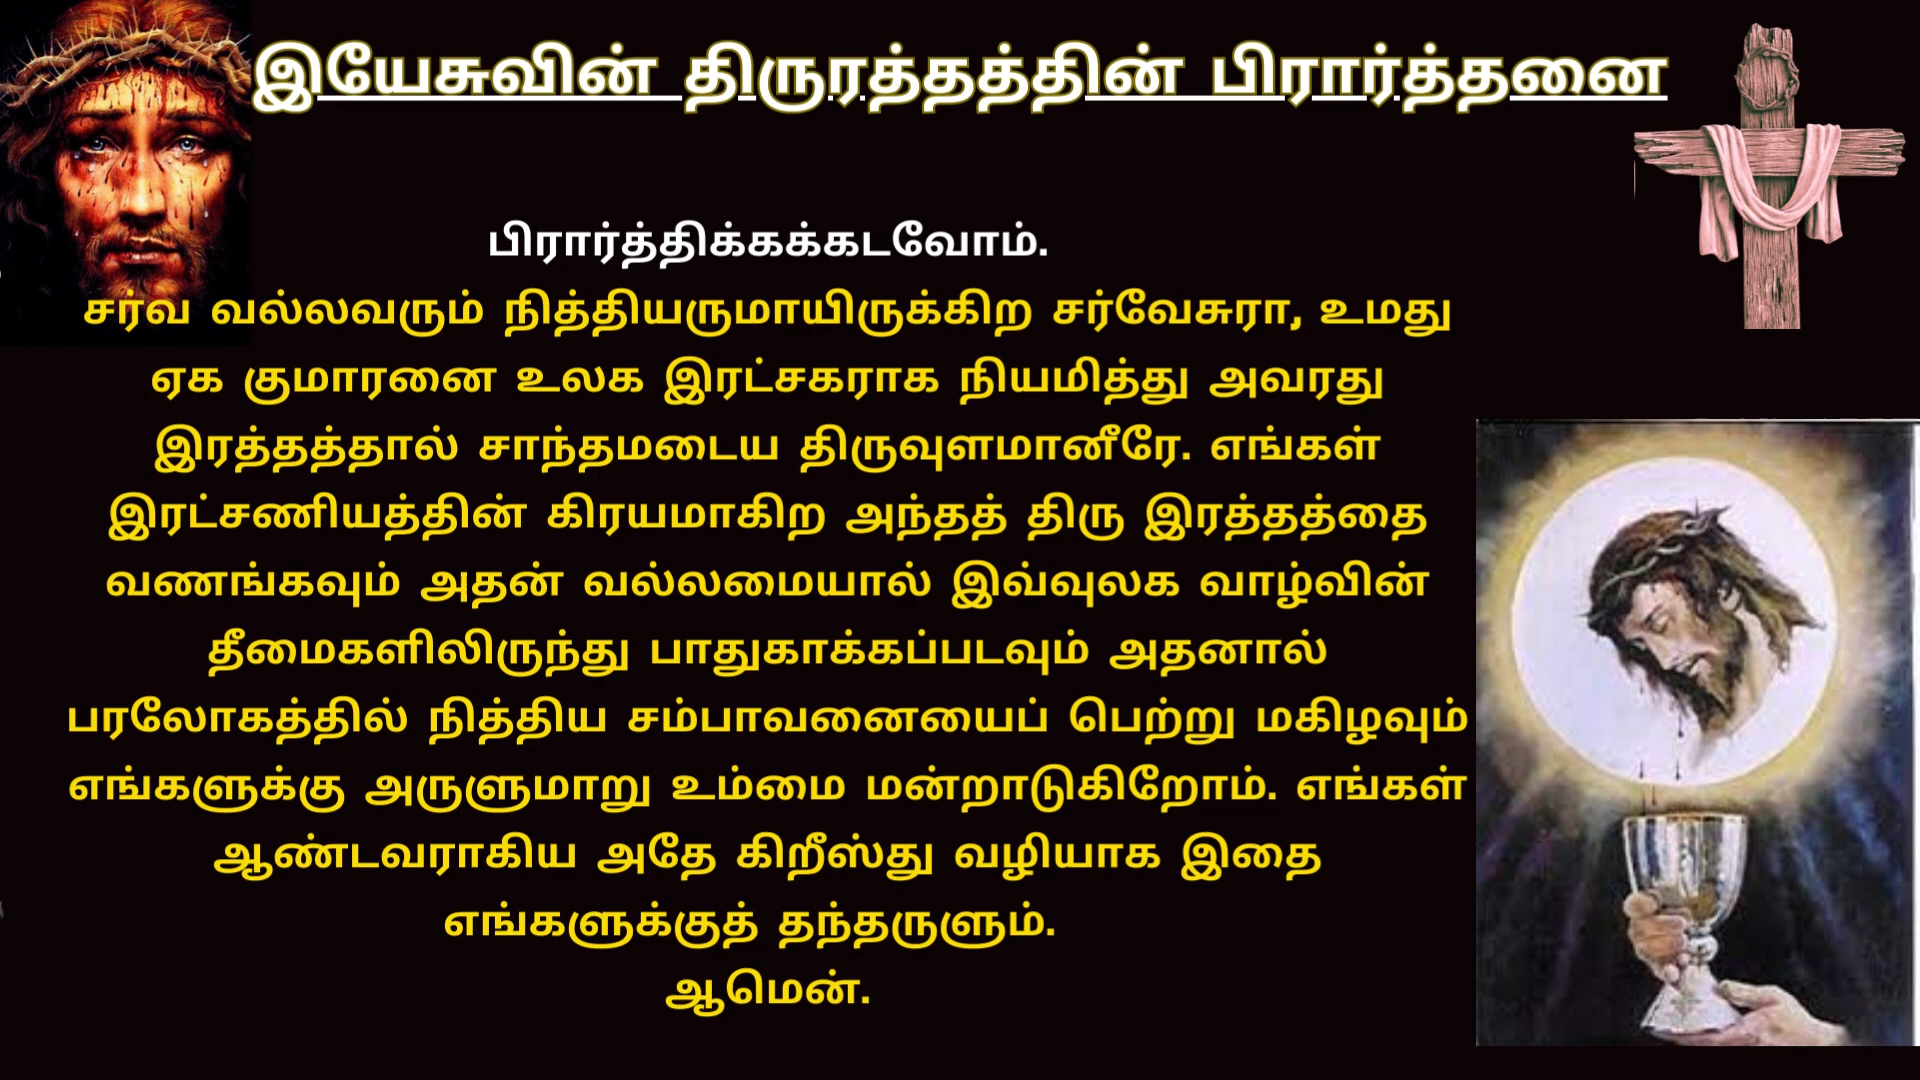 இயேசுவின் திருரத்தத்தின் பிரார்த்தனை
பிரார்த்திக்கக்கடவோம்.
சர்வ வல்லவரும் நித்தியருமாயிருக்கிற சர்வேசுரா, உமது
ஏக குமாரனை உலக இரட்சகராக நியமித்து அவரது
இரத்தத்தால் சாந்தமடைய திருவுளமானீரே. எங்கள்
இரட்சணியத்தின் கிரயமாகிற அந்தத் திரு இரத்தத்தை
வணங்கவும் அதன் வல்லமையால் இவ்வுலக வாழ்வின்
தீமைகளிலிருந்து பாதுகாக்கப்படவும் அதனால்
பரலோகத்தில் நித்திய சம்பாவனையைப் பெற்று மகிழவும்
எங்களுக்கு அருளுமாறு உம்மை மன்றாடுகிறோம். எங்கள்
ஆண்டவராகிய அதே கிறீஸ்து வழியாக இதை
எங்களுக்குத் தந்தருளும்.
ஆமென்.